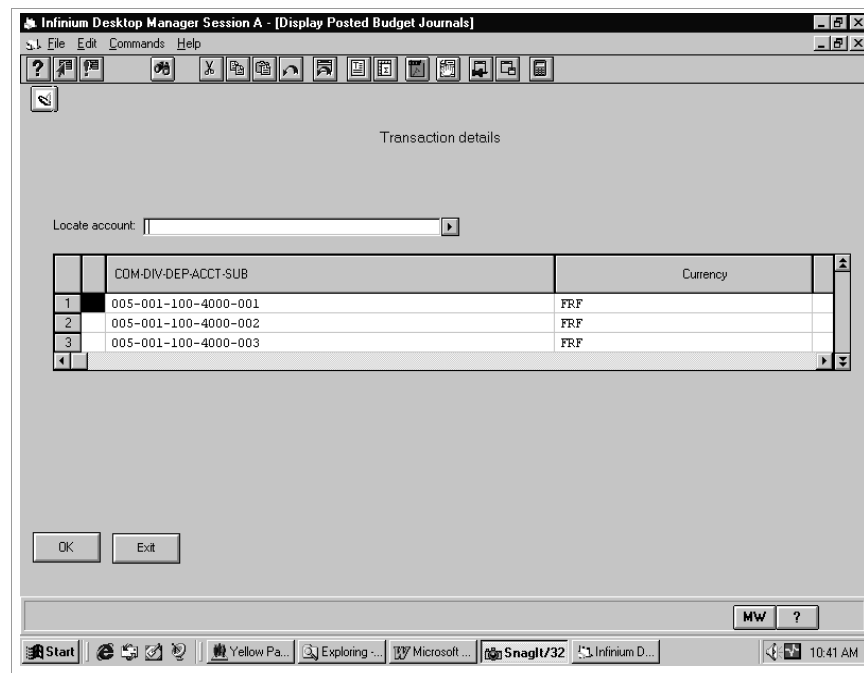 Infinium Desktop Manager Session A - [Display Posted Budget Journals]
File Edit Commands Help
Transaction details
Locate account:
COM-DIV-DEP-ACCT-SUB Currency
1 005-001-100-4000-001 FRF
2 005-001-100-4000-002 FRF
3 005-001-100-4000-003 FRF
OK Exit
MW ?
Start Yellow Pa... Exploring -... Microsoft ... SnagIt/32 Infinium D... 10:41 AM